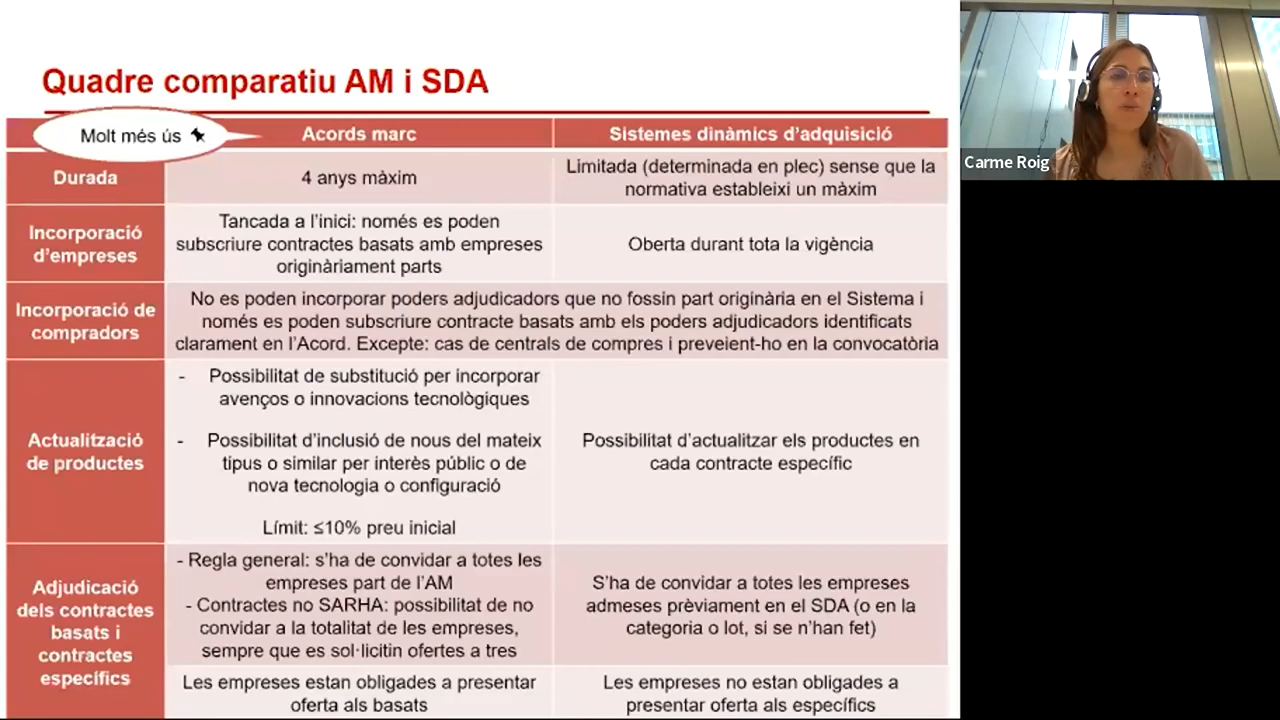 Quadre comparatiu AM i SDA
Molt més ús
Acords marc
Sistemes dinàmics d'adquisició
Durada
4 anys màxim
Limitada (determinada en plec) sense que la
normativa estableixi un màxim
Incorporació
d'empreses
Tancada a l'inici: només es poden
subscriure contractes basats amb empreses
originàriament parts
Oberta durant tota la vigència
Incorporació de
compradors
No es poden incorporar poders adjudicadors que no fossin part originària en el Sistema i
només es poden subscriure contracte basats amb els poders adjudicadors identificats
clarament en l'Acord. Excepte: cas de centrals de compres i preveient-ho en la convocatòria
Actualització
de productes
- Possibilitat de substitució per incorporar
avenços o innovacions tecnològiques
- Possibilitat d'inclusió de nous del mateix
tipus o similar per interès públic o de
nova tecnologia o configuració
Límit: ≤10% preu inicial
Possibilitat d'actualitzar els productes en
cada contracte específic
Adjudicació
dels contractes
basats i
contractes
específics
- Regla general: s'ha de convidar a totes les
empreses part de l'AM
- Contractes no SARHA: possibilitat de no
convidar a la totalitat de les empreses,
sempre que es sol·licitin ofertes a tres
S'ha de convidar a totes les empreses
admeses prèviament en el SDA (o en la
categoria o lot, si se n'han fet)
Les empreses estan obligades a presentar
oferta als basats
Les empreses no estan obligades a
presentar oferta als específics
Carme Roig